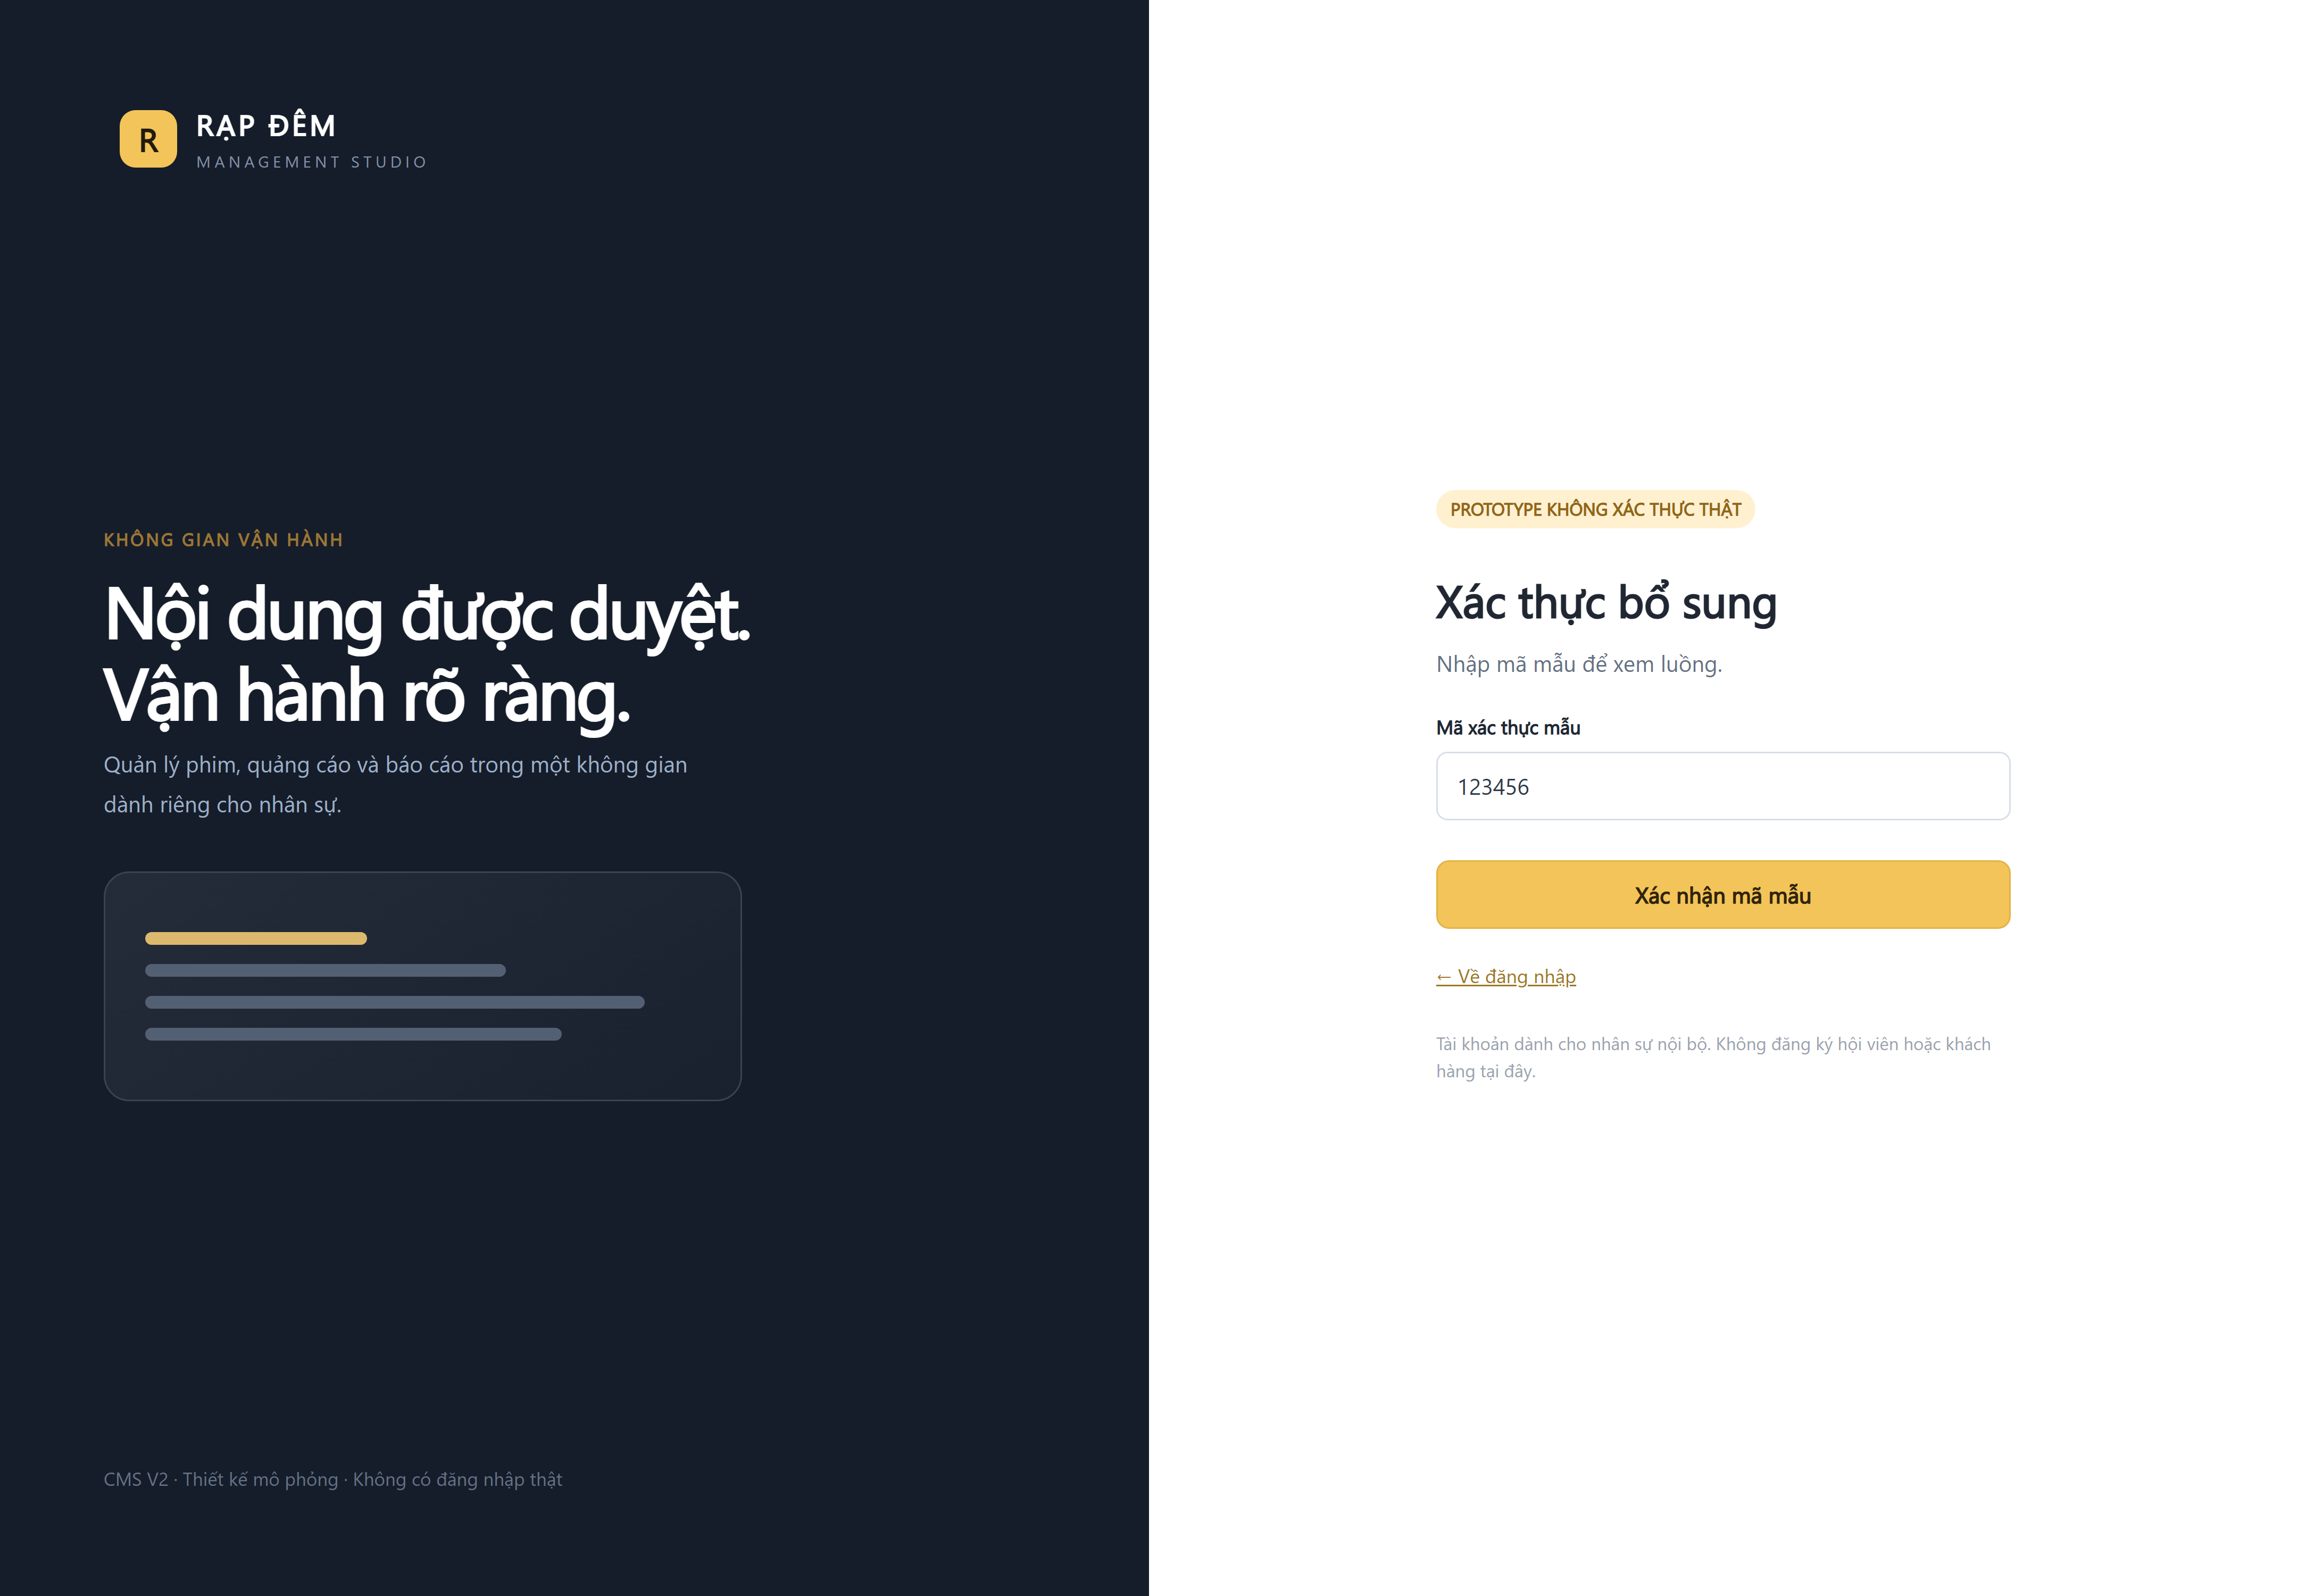 R
RẠP ĐÊM
MANAGEMENT STUDIO
KHÔNG GIAN VẬN HÀNH
Nội dung được duyệt.
Vận hành rõ ràng.
Quản lý phim, quảng cáo và báo cáo trong một không gian
dành riêng cho nhân sự.
CMS V2 · Thiết kế mô phỏng · Không có đăng nhập thật
PROTOTYPE KHÔNG XÁC THỰC THẬT
Xác thực bổ sung
Nhập mã mẫu để xem luồng.
Mã xác thực mẫu
123456
Xác nhận mã mẫu
← Về đăng nhập
Tài khoản dành cho nhân sự nội bộ. Không đăng ký hội viên hoặc khách
hàng tại đây.